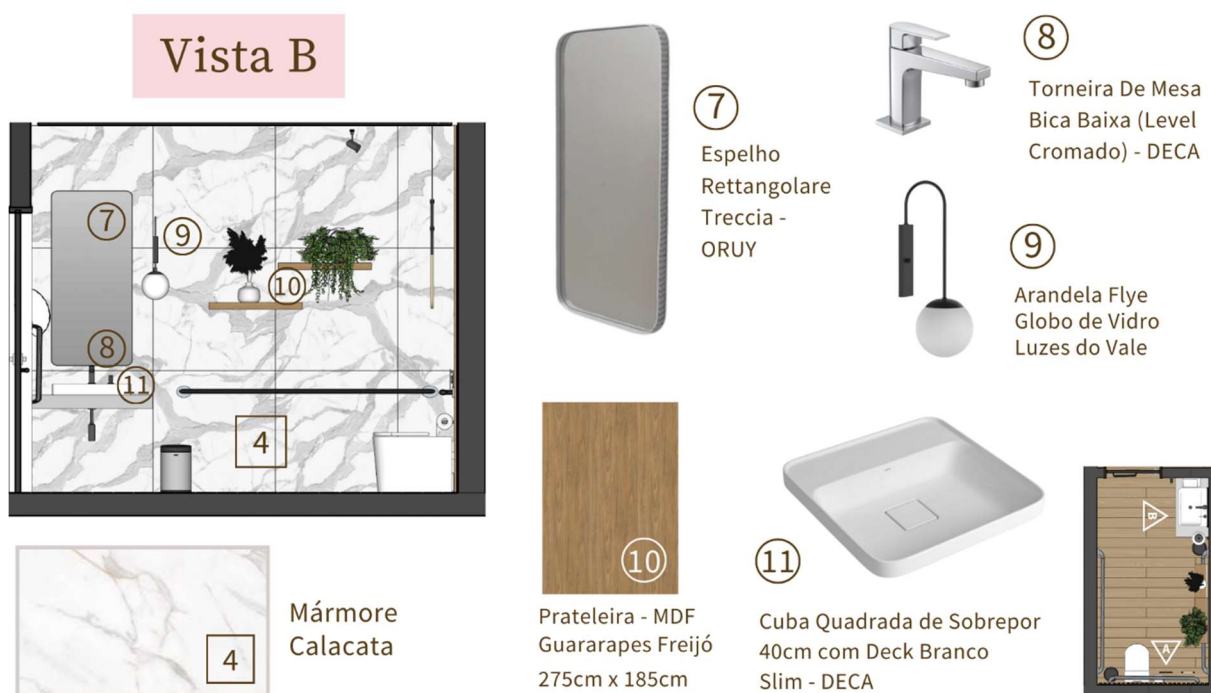 Vista B
7
9
10
8
11
4
4
Mármore
Calacata
7
Espelho
Rettangolare
Treccia -
ORUY
8
Torneira De Mesa
Bica Baixa (Level
Cromado) - DECA
9
Arandela Flye
Globo de Vidro
Luzes do Vale
10
Prateleira - MDF
Guararapes Freijó
275cm x 185cm
11
Cuba Quadrada de Sobrepor
40cm com Deck Branco
Slim - DECA
B
A